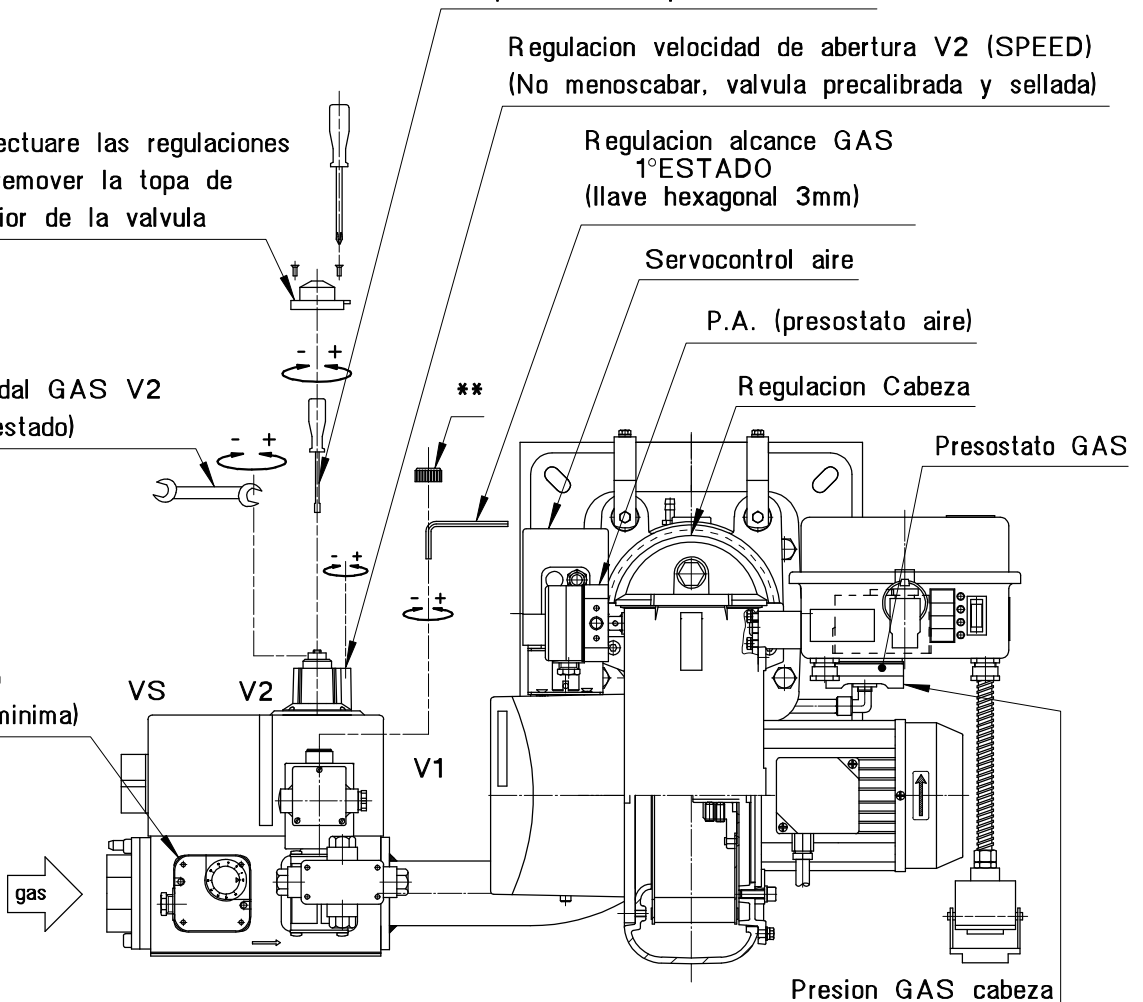 Regulacion velocidad de abertura V2 (SPEED)
(No menoscabar, valvula precalibrada y sellada)
ectuare las regulaciones
remover la topa de
ior de la valvula
Regulacion alcance GAS
1°ESTADO
(llave hexagonal 3mm)
Servocontrol aire
P.A. (presostato aire)
- +
dal GAS V2
estado)
**
Regulacion Cabeza
Presostato GAS
- +
- +
- +
VS
V2
minima)
V1
gas
Presion GAS cabeza